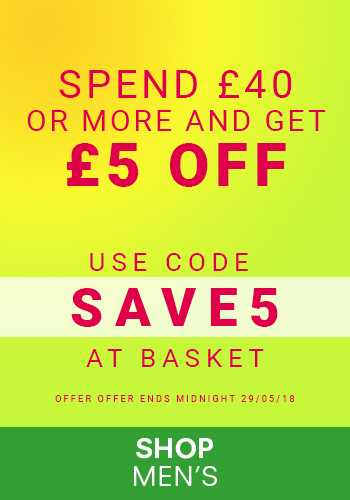 SPEND £40
OR MORE AND GET
£5 OFF
USE CODE
SAVE5
AT BASKET
OFFER OFFER ENDS MIDNIGHT 29/05/18
SHOP
MEN'S